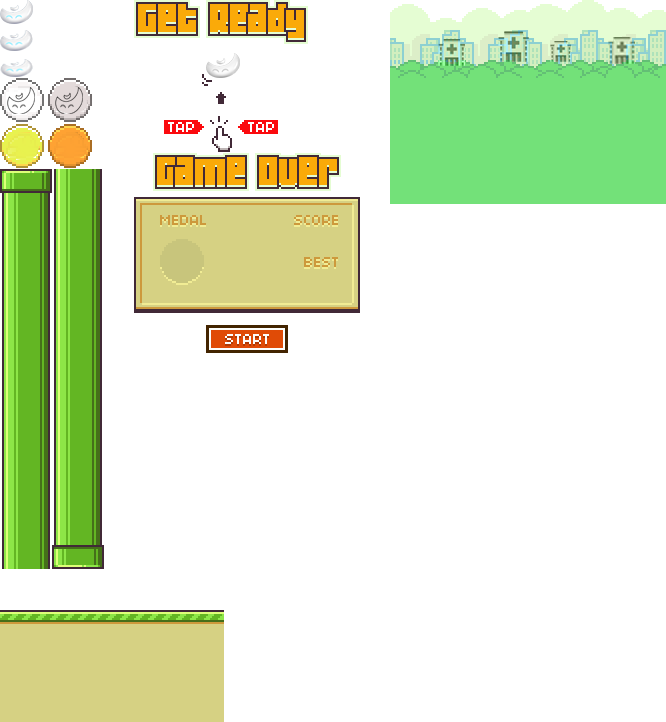 Get Ready
TAP TAP
Game Over
MEDAL SCORE
BEST
START